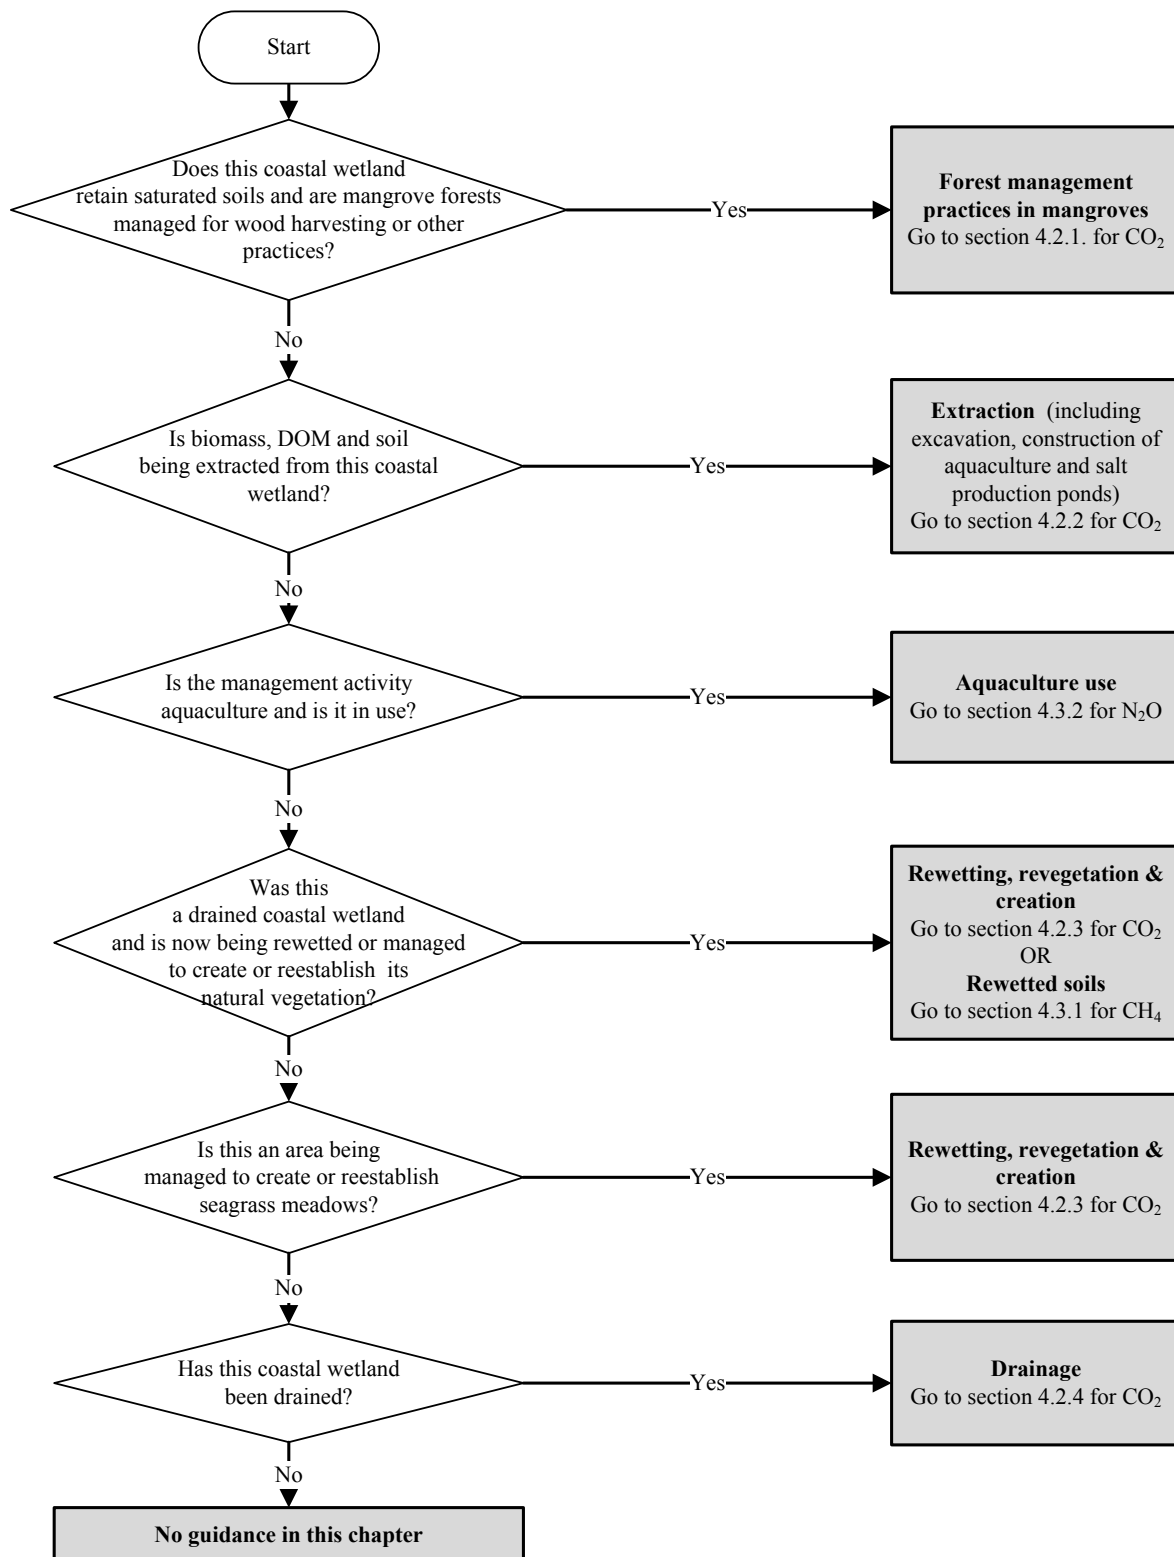 Start
Does this coastal wetland
retain saturated soils and are mangrove forests
managed for wood harvesting or other
practices?
Yes
Forest management
practices in mangroves
Go to section 4.2.1. for CO₂
No
Is biomass, DOM and soil
being extracted from this coastal
wetland?
Yes
Extraction (including
excavation, construction of
aquaculture and salt
production ponds)
Go to section 4.2.2 for CO₂
No
Is the management activity
aquaculture and is it in use?
Yes
Aquaculture use
Go to section 4.3.2 for N₂O
No
Was this
a drained coastal wetland
and is now being rewetted or managed
to create or reestablish its
natural vegetation?
Yes
Rewetting, revegetation &
creation
Go to section 4.2.3 for CO₂
OR
Rewetted soils
Go to section 4.3.1 for CH₄
No
Is this an area being
managed to create or reestablish
seagrass meadows?
Yes
Rewetting, revegetation &
creation
Go to section 4.2.3 for CO₂
No
Has this coastal wetland
been drained?
Yes
Drainage
Go to section 4.2.4 for CO₂
No
No guidance in this chapter